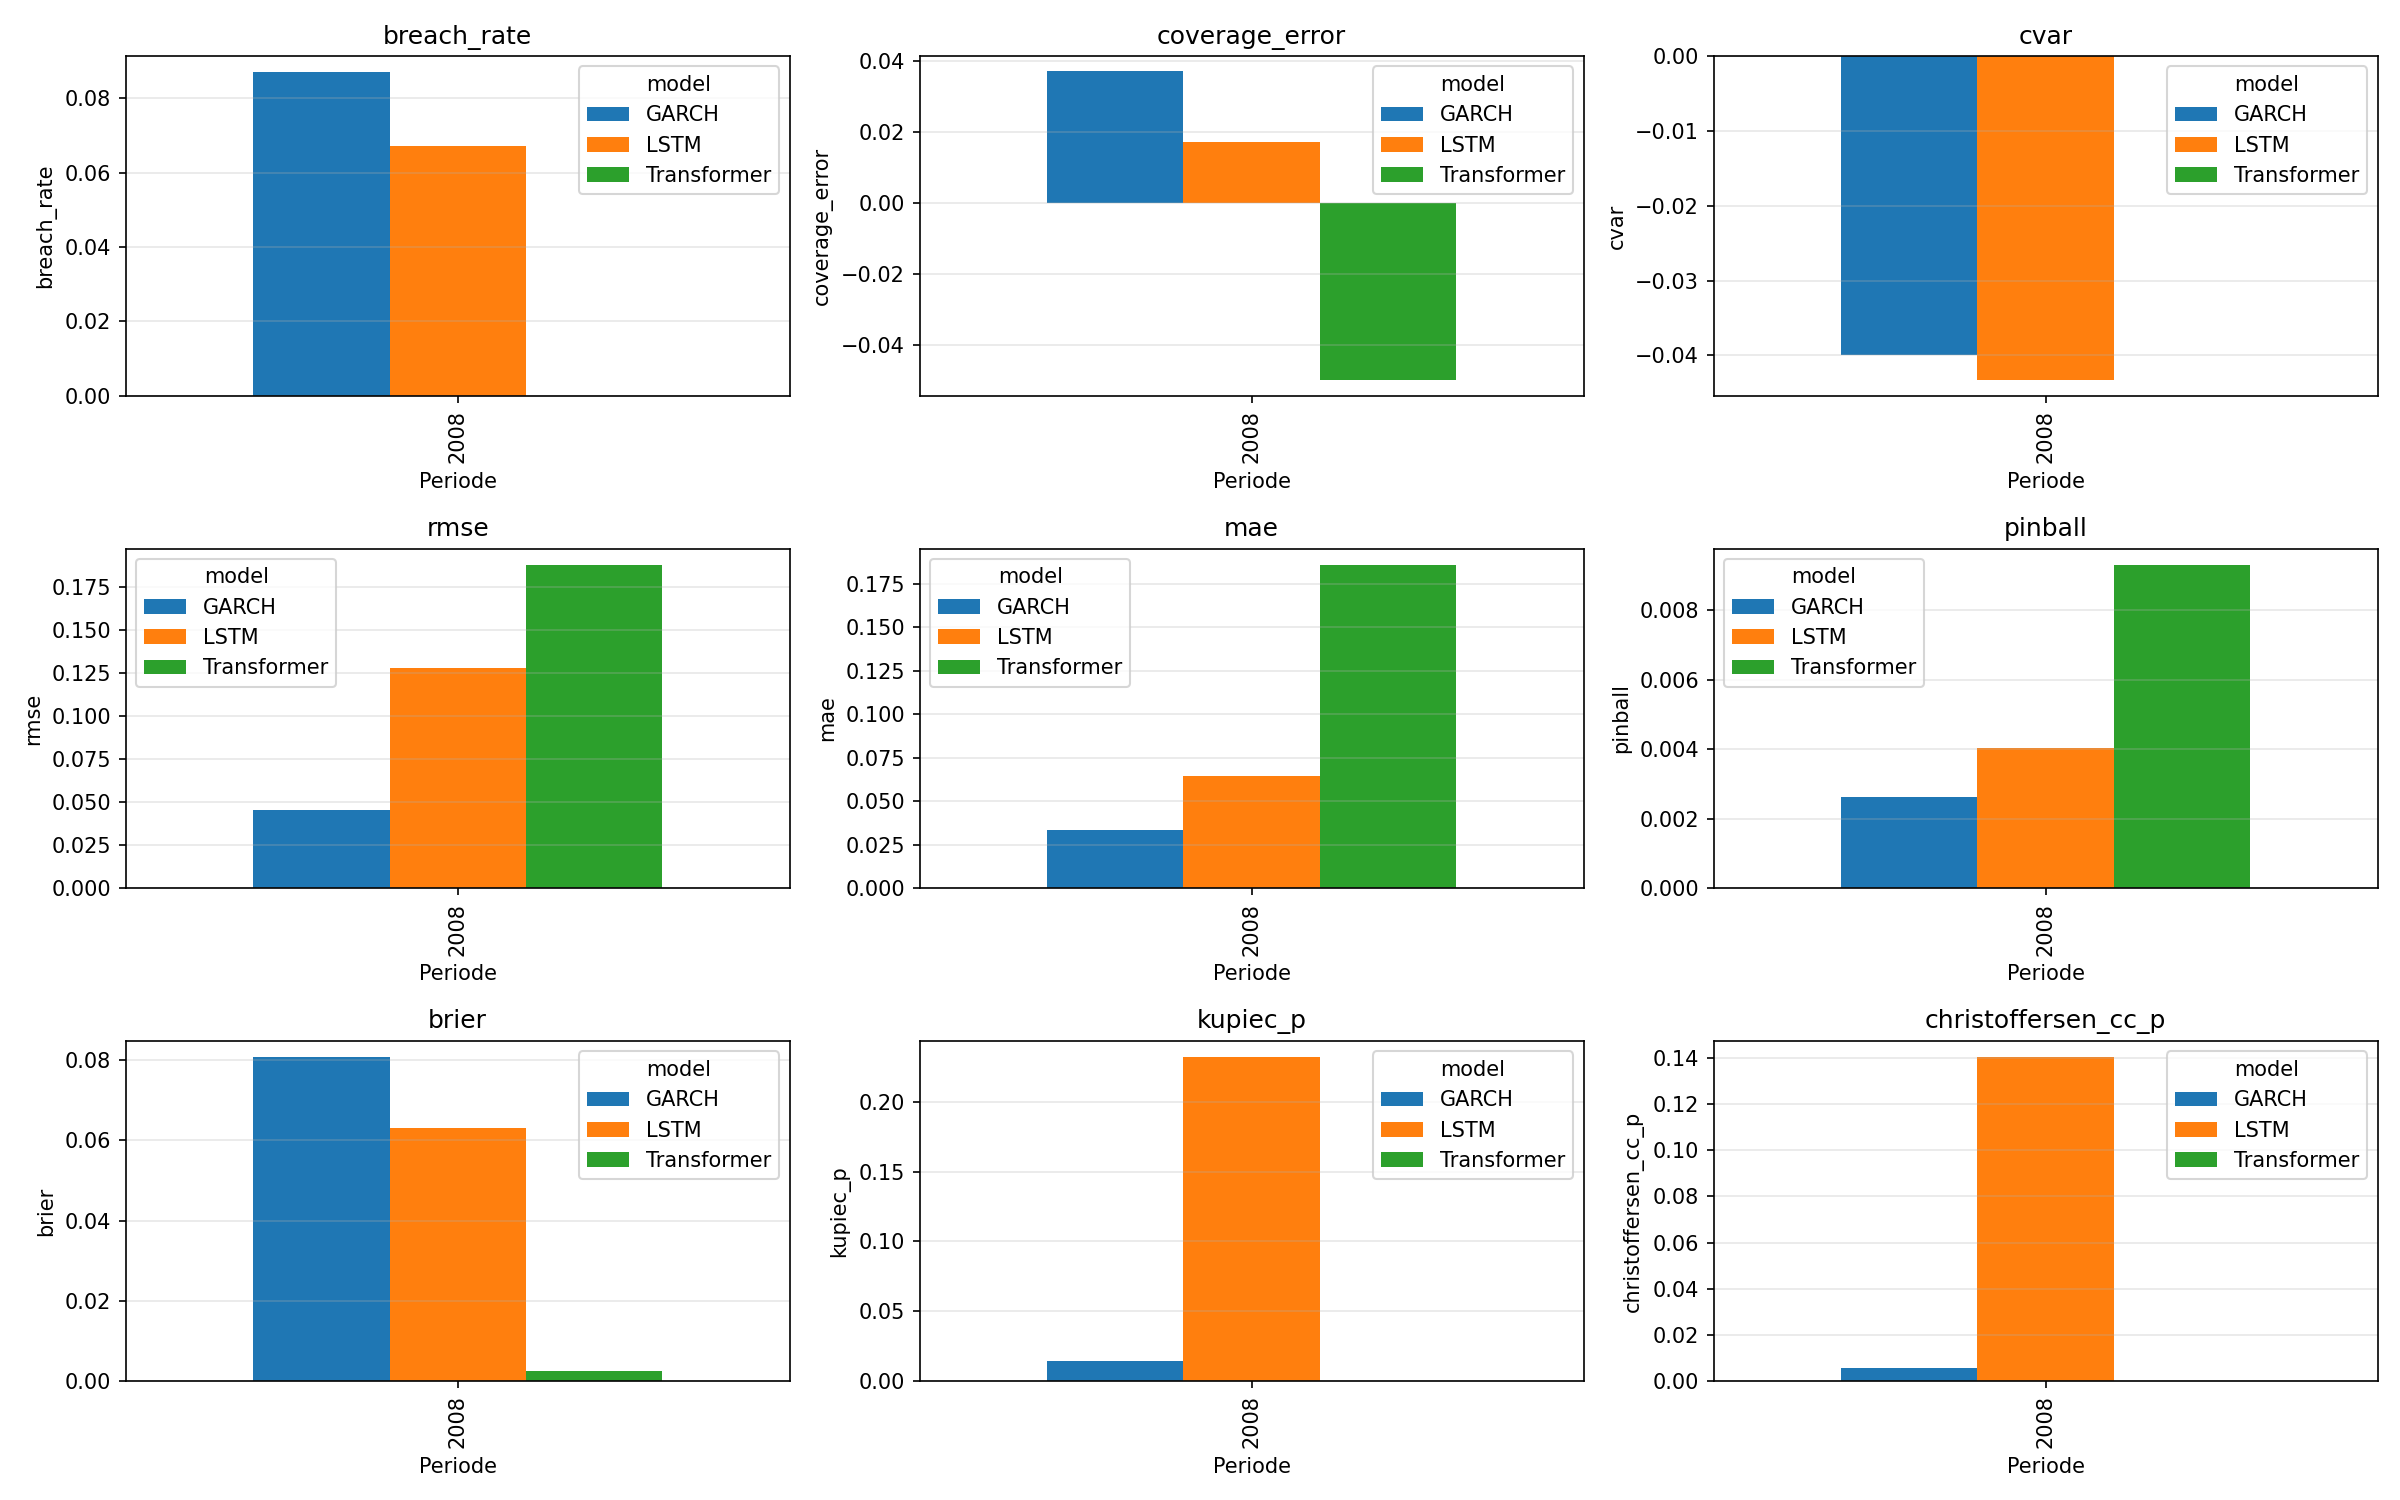 breach_rate
breach_rate
0.08
0.06
0.04
0.02
0.00
model
GARCH
LSTM
Transformer
2008
Periode
coverage_error
coverage_error
0.04
0.02
0.00
−0.02
−0.04
model
GARCH
LSTM
Transformer
2008
Periode
cvar
cvar
0.00
−0.01
−0.02
−0.03
−0.04
model
GARCH
LSTM
Transformer
2008
Periode
rmse
rmse
0.175
0.150
0.125
0.100
0.075
0.050
0.025
0.000
model
GARCH
LSTM
Transformer
2008
Periode
mae
mae
0.175
0.150
0.125
0.100
0.075
0.050
0.025
0.000
model
GARCH
LSTM
Transformer
2008
Periode
pinball
pinball
0.008
0.006
0.004
0.002
0.000
model
GARCH
LSTM
Transformer
2008
Periode
brier
brier
0.08
0.06
0.04
0.02
0.00
model
GARCH
LSTM
Transformer
2008
Periode
kupiec_p
kupiec_p
0.20
0.15
0.10
0.05
0.00
model
GARCH
LSTM
Transformer
2008
Periode
christoffersen_cc_p
christoffersen_cc_p
0.14
0.12
0.10
0.08
0.06
0.04
0.02
0.00
model
GARCH
LSTM
Transformer
2008
Periode